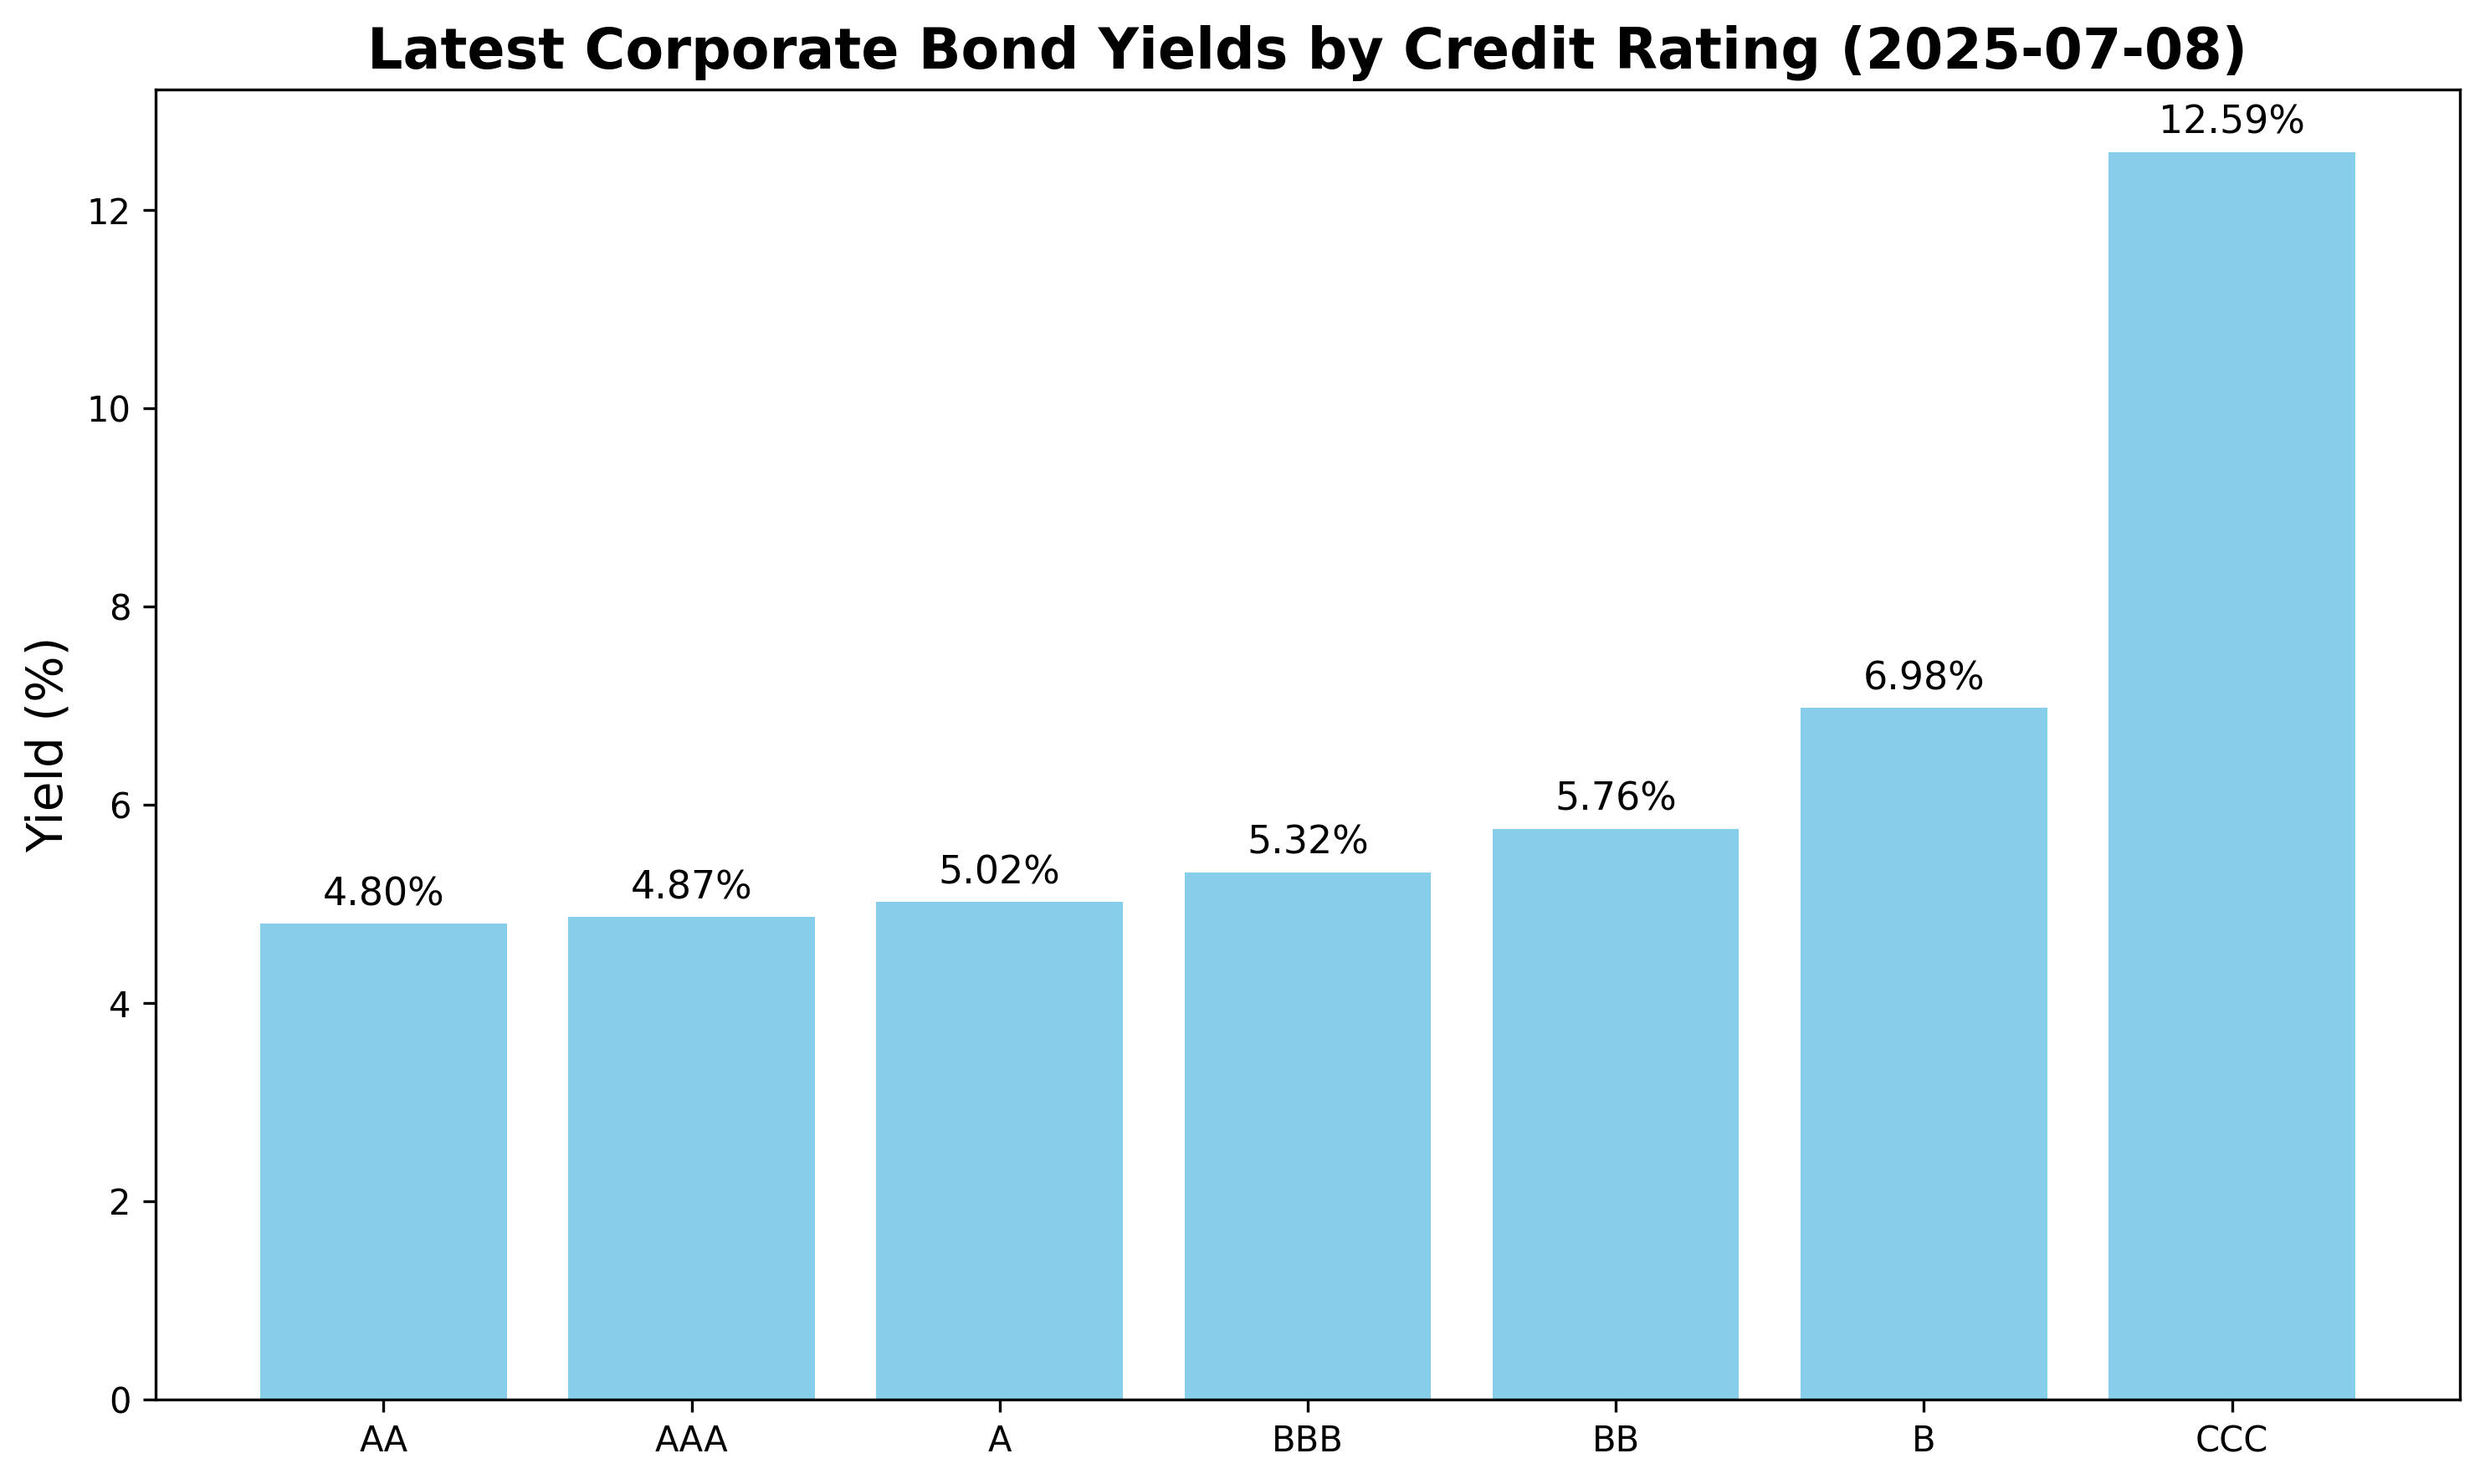 Latest Corporate Bond Yields by Credit Rating (2025-07-08)
Yield (%)
12
10
8
6
4
2
0
4.80%
4.87%
5.02%
5.32%
5.76%
6.98%
12.59%
AA
AAA
A
BBB
BB
B
CCC